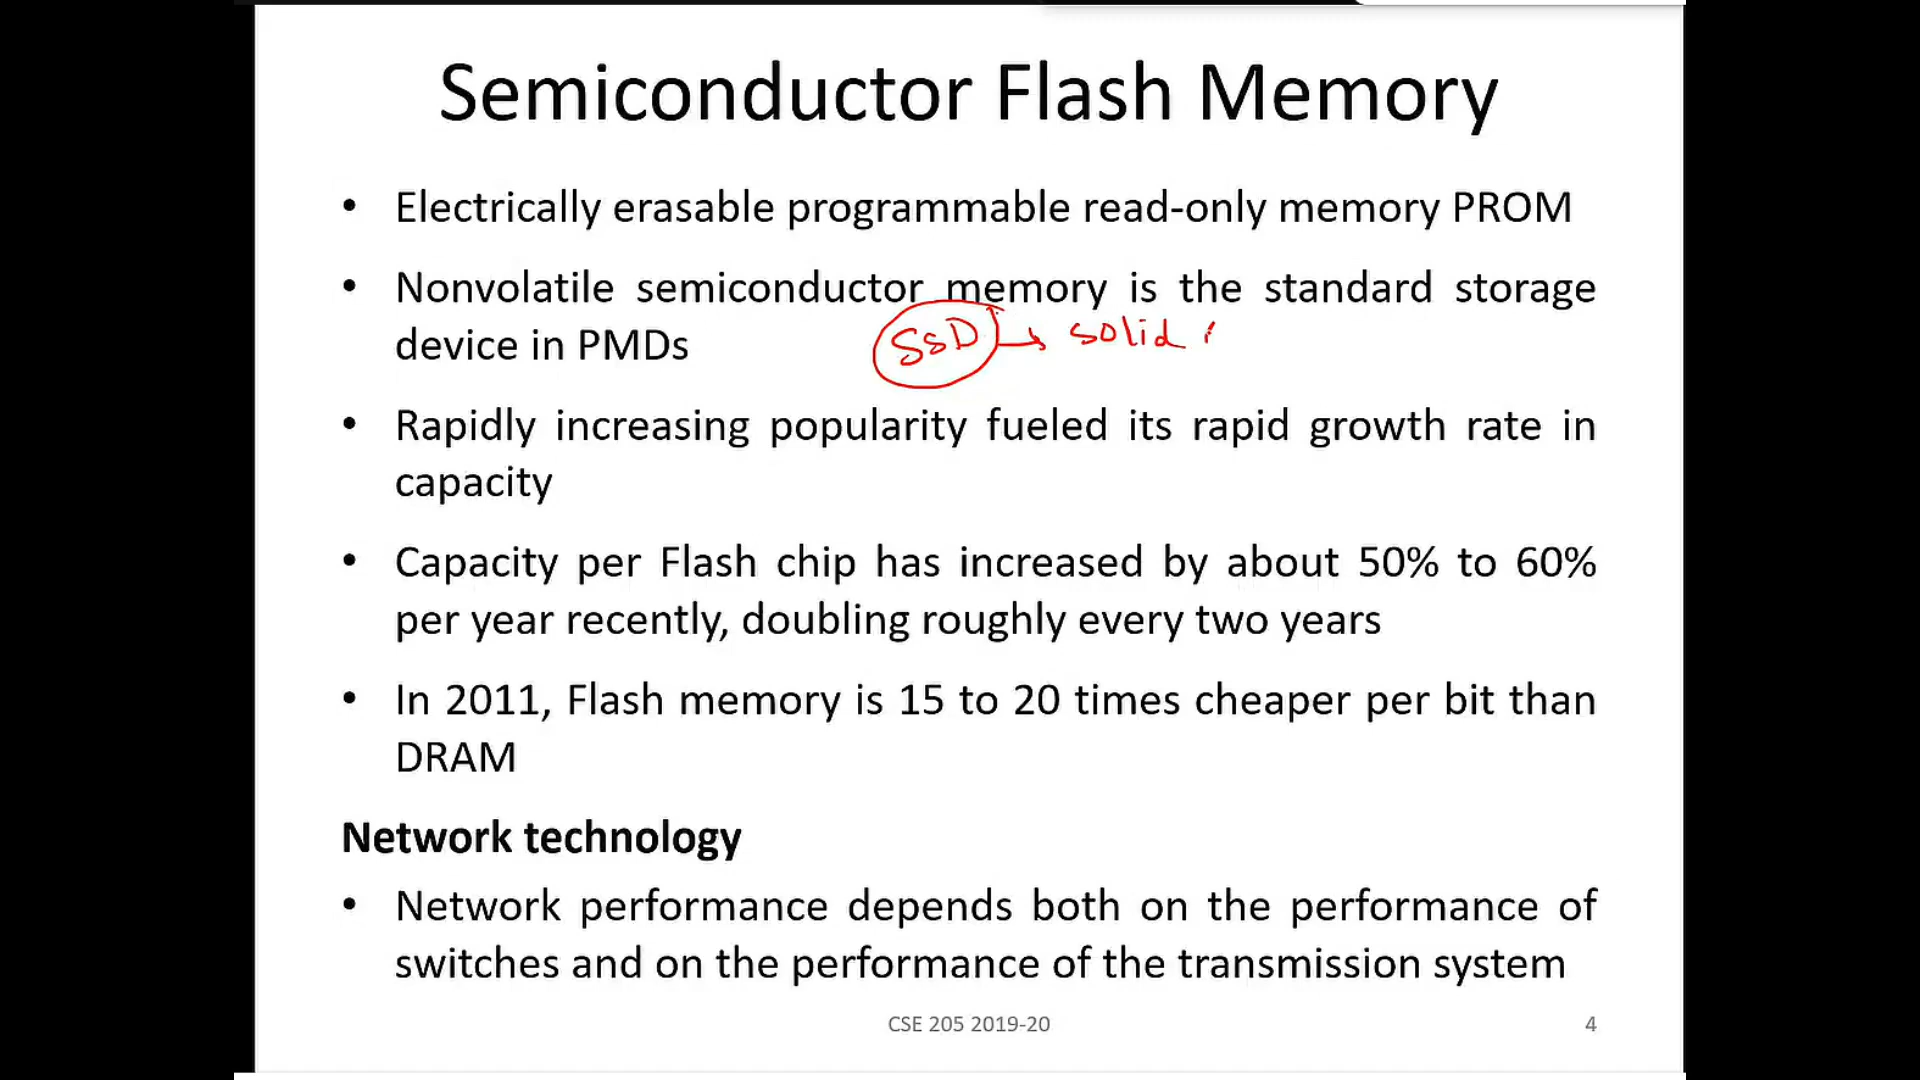 Semiconductor Flash Memory
• Electrically erasable programmable read-only memory PROM
• Nonvolatile semiconductor memory is the standard storage
device in PMDs
SSD → solid
• Rapidly increasing popularity fueled its rapid growth rate in
capacity
• Capacity per Flash chip has increased by about 50% to 60%
per year recently, doubling roughly every two years
• In 2011, Flash memory is 15 to 20 times cheaper per bit than
DRAM
Network technology
• Network performance depends both on the performance of
switches and on the performance of the transmission system
CSE 205 2019-20
4